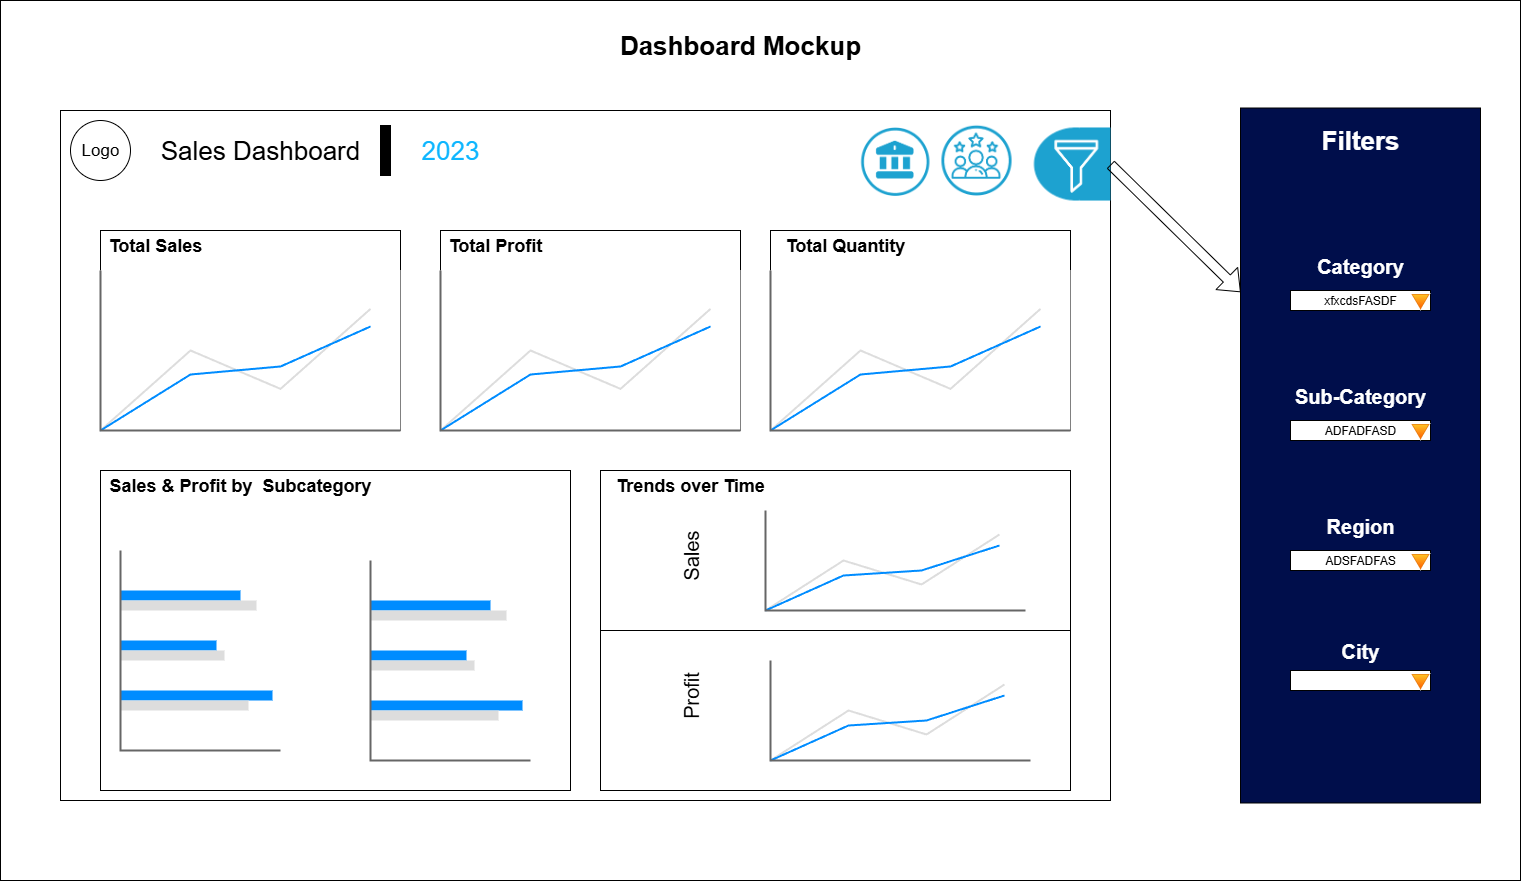 Dashboard Mockup
Logo
Sales Dashboard
2023
Filters
Total Sales
Total Profit
Total Quantity
Category
xfxcdsFASDF
Sub-Category
ADFADFASD
Sales & Profit by  Subcategory
Trends over Time
Sales
Region
ADSFADFAS
Profit
City